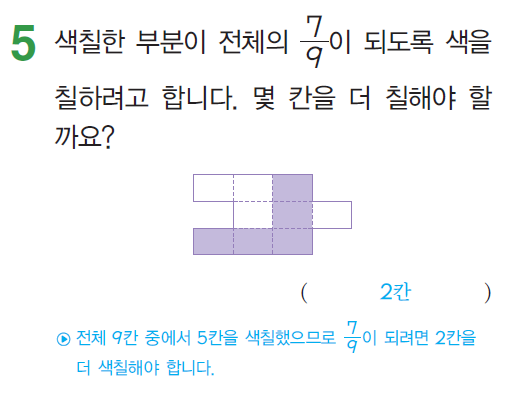 5 색칠한 부분이 전체의 7/9이 되도록 색을
칠하려고 합니다. 몇 칸을 더 칠해야 할
까요?
( 2칸 )
▶ 전체 9칸 중에서 5칸을 색칠했으므로 7/9이 되려면 2칸을
더 색칠해야 합니다.